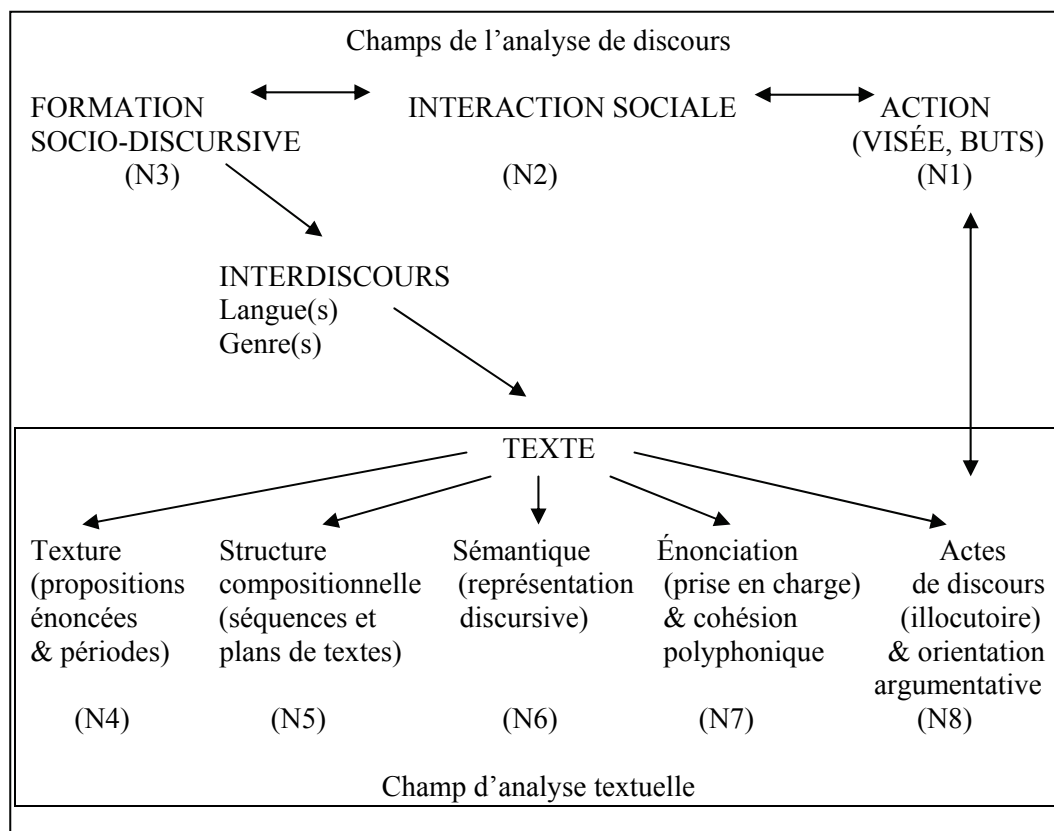 Champs de l'analyse de discours
FORMATION
SOCIO-DISCURSIVE
(N3)
INTERACTION SOCIALE
(N2)
ACTION
(VISÉE, BUTS)
(N1)
INTERDISCOURS
Langue(s)
Genre(s)
TEXTE
Texture
(propositions
énoncées
& périodes)
(N4)
Structure
compositionnelle
(séquences et
plans de textes)
(N5)
Sémantique
(représentation
discursive)
(N6)
Énonciation
(prise en charge)
& cohésion
polyphonique
(N7)
Actes
de discours
(illocutoire)
& orientation
argumentative
(N8)
Champ d'analyse textuelle